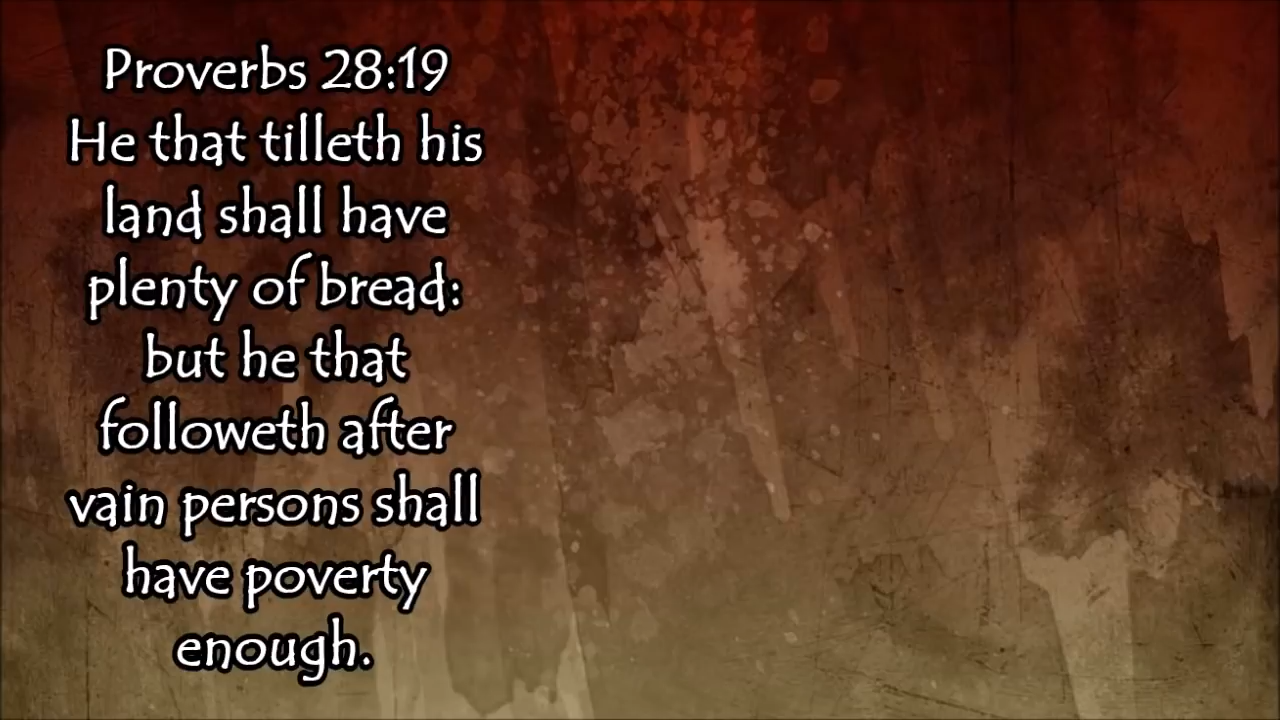 Proverbs 28:19
He that tilleth his
land shall have
plenty of bread:
but he that
followeth after
vain persons shall
have poverty
enough.